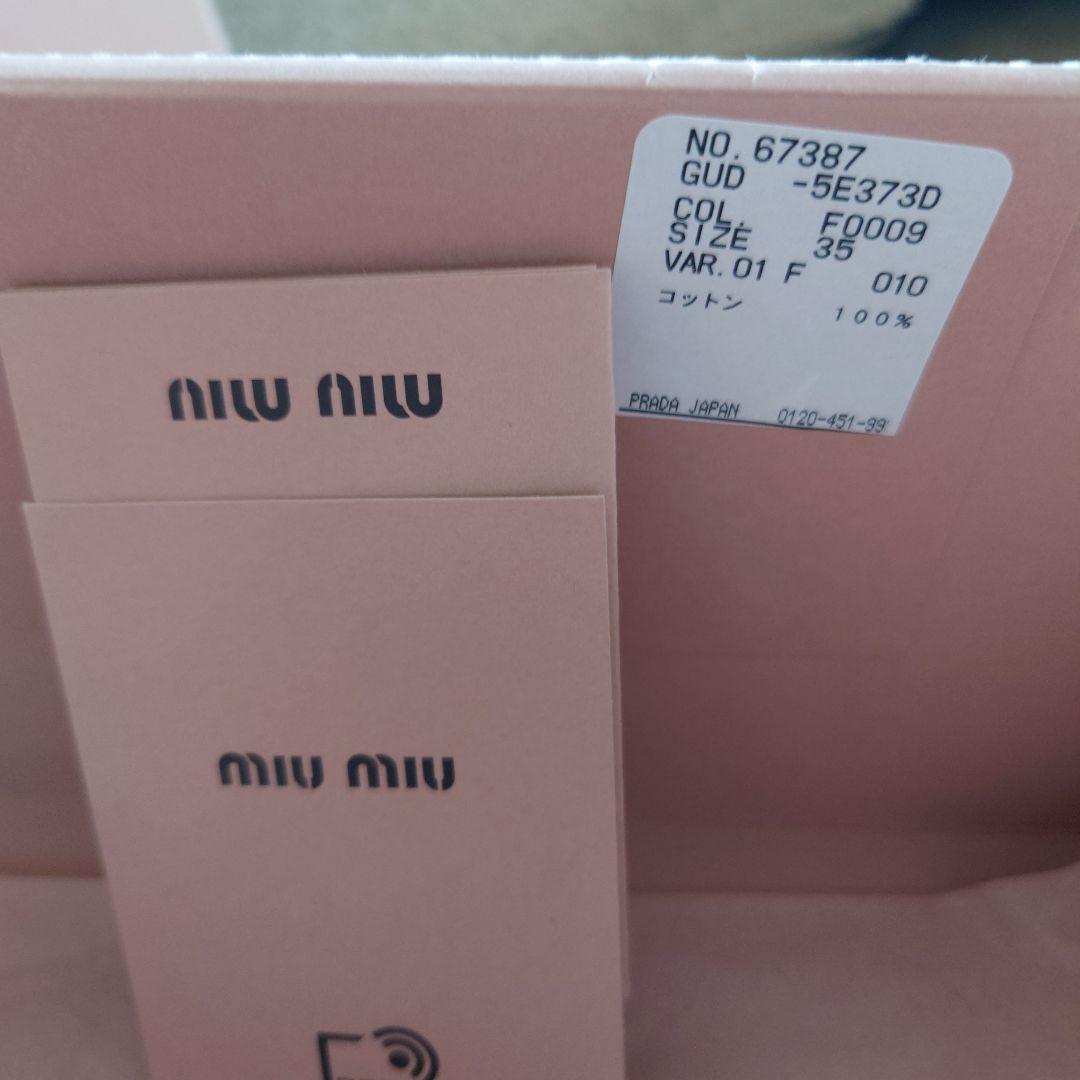 NO. 67387
GUD -5E373D
COL. F0009
SIZE 35
VAR. 01 F 010
コットン 100%
PRADA JAPAN 0120-451-99
miu miu
miu miu